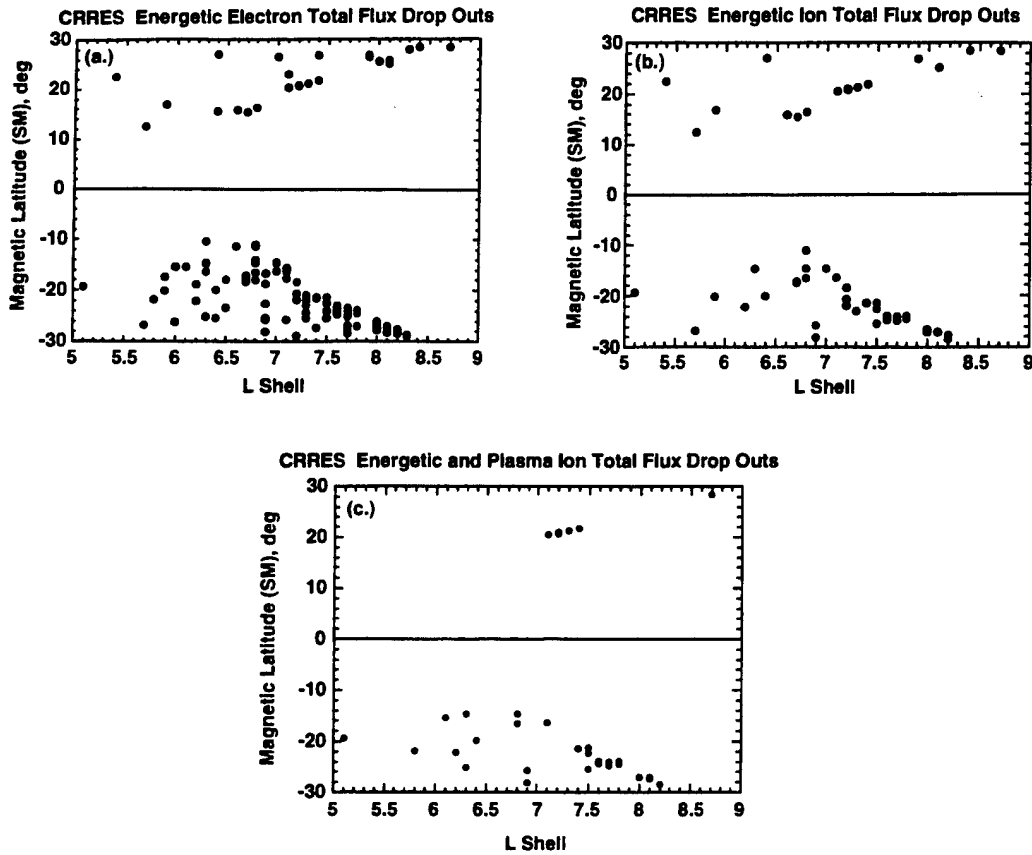 CRRES Energetic Electron Total Flux Drop Outs
(a.)
30
20
10
0
-10
-20
-30
Magnetic Latitude (SM), deg
5 5.5 6 6.5 7 7.5 8 8.5 9
L Shell
CRRES Energetic Ion Total Flux Drop Outs
(b.)
30
20
10
0
-10
-20
-30
Magnetic Latitude (SM), deg
5 5.5 6 6.5 7 7.5 8 8.5 9
L Shell
CRRES Energetic and Plasma Ion Total Flux Drop Outs
(c.)
30
20
10
0
-10
-20
-30
Magnetic Latitude (SM), deg
5 5.5 6 6.5 7 7.5 8 8.5 9
L Shell